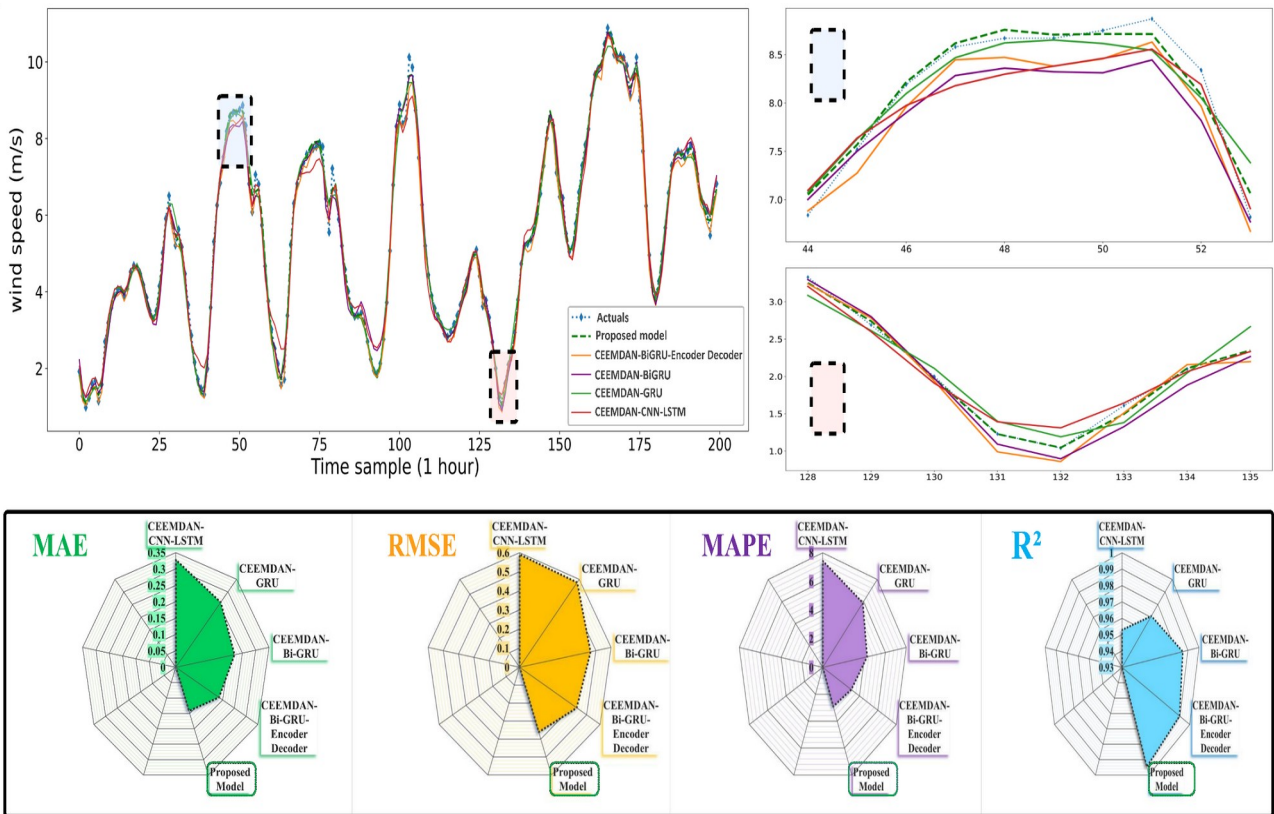 10
8
6
4
2
0
25
50
75
100
125
150
175
200
wind speed (m/s)
Time sample (1 hour)
Actuals
Proposed model
CEEMDAN-BiGRU-Encoder Decoder
CEEMDAN-BiGRU
CEEMDAN-GRU
CEEMDAN-CNN-LSTM
8.5
8.0
7.5
7.0
44
46
48
50
52
3.0
2.5
2.0
1.5
1.0
128
129
130
131
132
133
134
135
MAE
CEEMDAN-
CNN-LSTM
0.35
0.3
0.25
0.2
0.15
0.1
0.05
0
CEEMDAN-
GRU
CEEMDAN-
Bi-GRU
CEEMDAN-
Bi-GRU-
Encoder
Decoder
Proposed
Model
RMSE
CEEMDAN-
CNN-LSTM
0.6
0.5
0.4
0.3
0.2
0.1
0
CEEMDAN-
GRU
CEEMDAN-
Bi-GRU
CEEMDAN-
Bi-GRU-
Encoder
Decoder
Proposed
Model
MAPE
CEEMDAN-
CNN-LSTM
8
6
4
2
0
CEEMDAN-
GRU
CEEMDAN-
Bi-GRU
CEEMDAN-
Bi-GRU-
Encoder
Decoder
Proposed
Model
R²
CEEMDAN-
CNN-LSTM
1
0.99
0.99
0.97
0.96
0.95
0.94
0.93
CEEMDAN-
GRU
CEEMDAN-
Bi-GRU
CEEMDAN-
Bi-GRU-
Encoder
Decoder
Proposed
Model